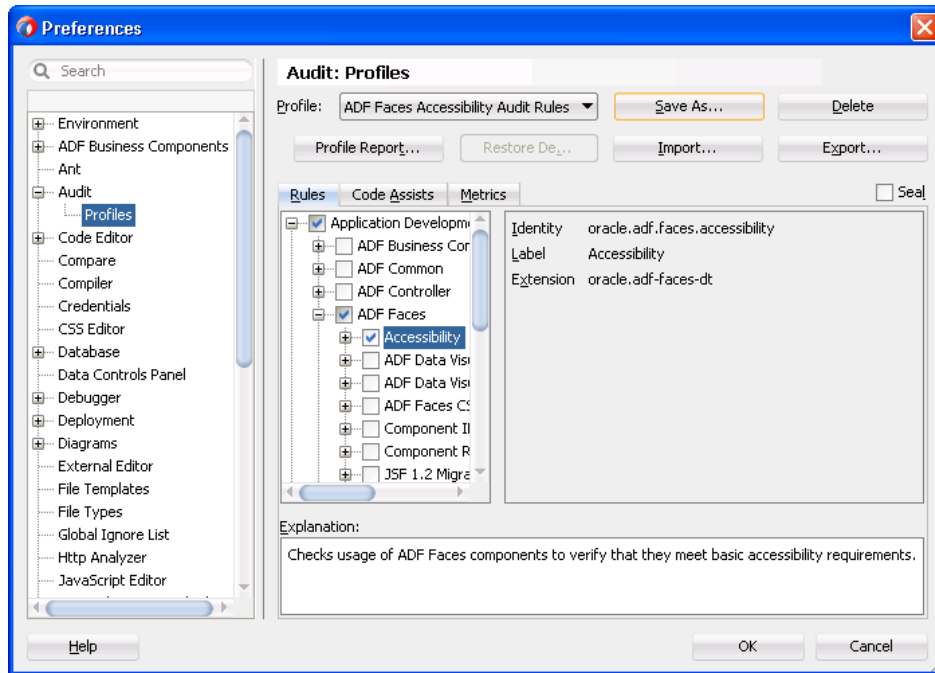 Preferences
Search
Environment
ADF Business Components
Ant
Audit
Profiles
Code Editor
Compare
Compiler
Credentials
CSS Editor
Database
Data Controls Panel
Debugger
Deployment
Diagrams
External Editor
File Templates
File Types
Global Ignore List
Http Analyzer
JavaScript Editor
Audit: Profiles
Profile: ADF Faces Accessibility Audit Rules Save As... Delete
Profile Report... Restore De... Import... Export...
Rules Code Assists Metrics Seal
Application Developm
ADF Business Cor
ADF Common
ADF Controller
ADF Faces
Accessibility
ADF Data Visu
ADF Data Visu
ADF Faces CS
Component
Component R
JSF 1.2 Migra
Identity oracle.adf.faces.accessibility
Label Accessibility
Extension oracle.adf-faces-dt
Explanation:
Checks usage of ADF Faces components to verify that they meet basic accessibility requirements.
Help OK Cancel